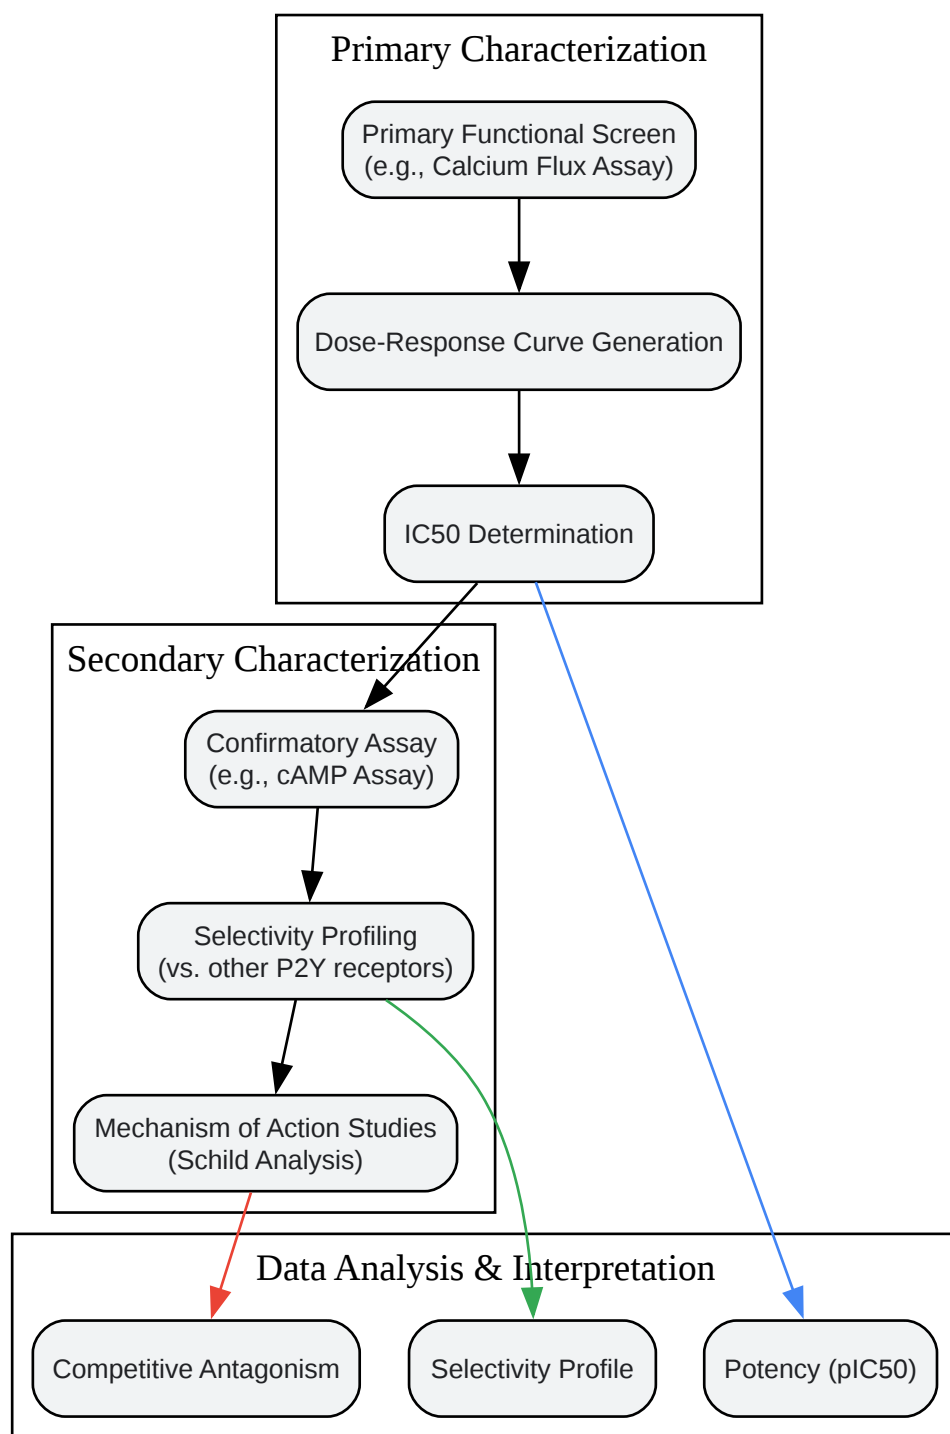 Primary Characterization
Primary Functional Screen
(e.g., Calcium Flux Assay)
Dose-Response Curve Generation
IC50 Determination
Secondary Characterization
Confirmatory Assay
(e.g., cAMP Assay)
Selectivity Profiling
(vs. other P2Y receptors)
Mechanism of Action Studies
(Schild Analysis)
Data Analysis & Interpretation
Competitive Antagonism
Selectivity Profile
Potency (pIC50)